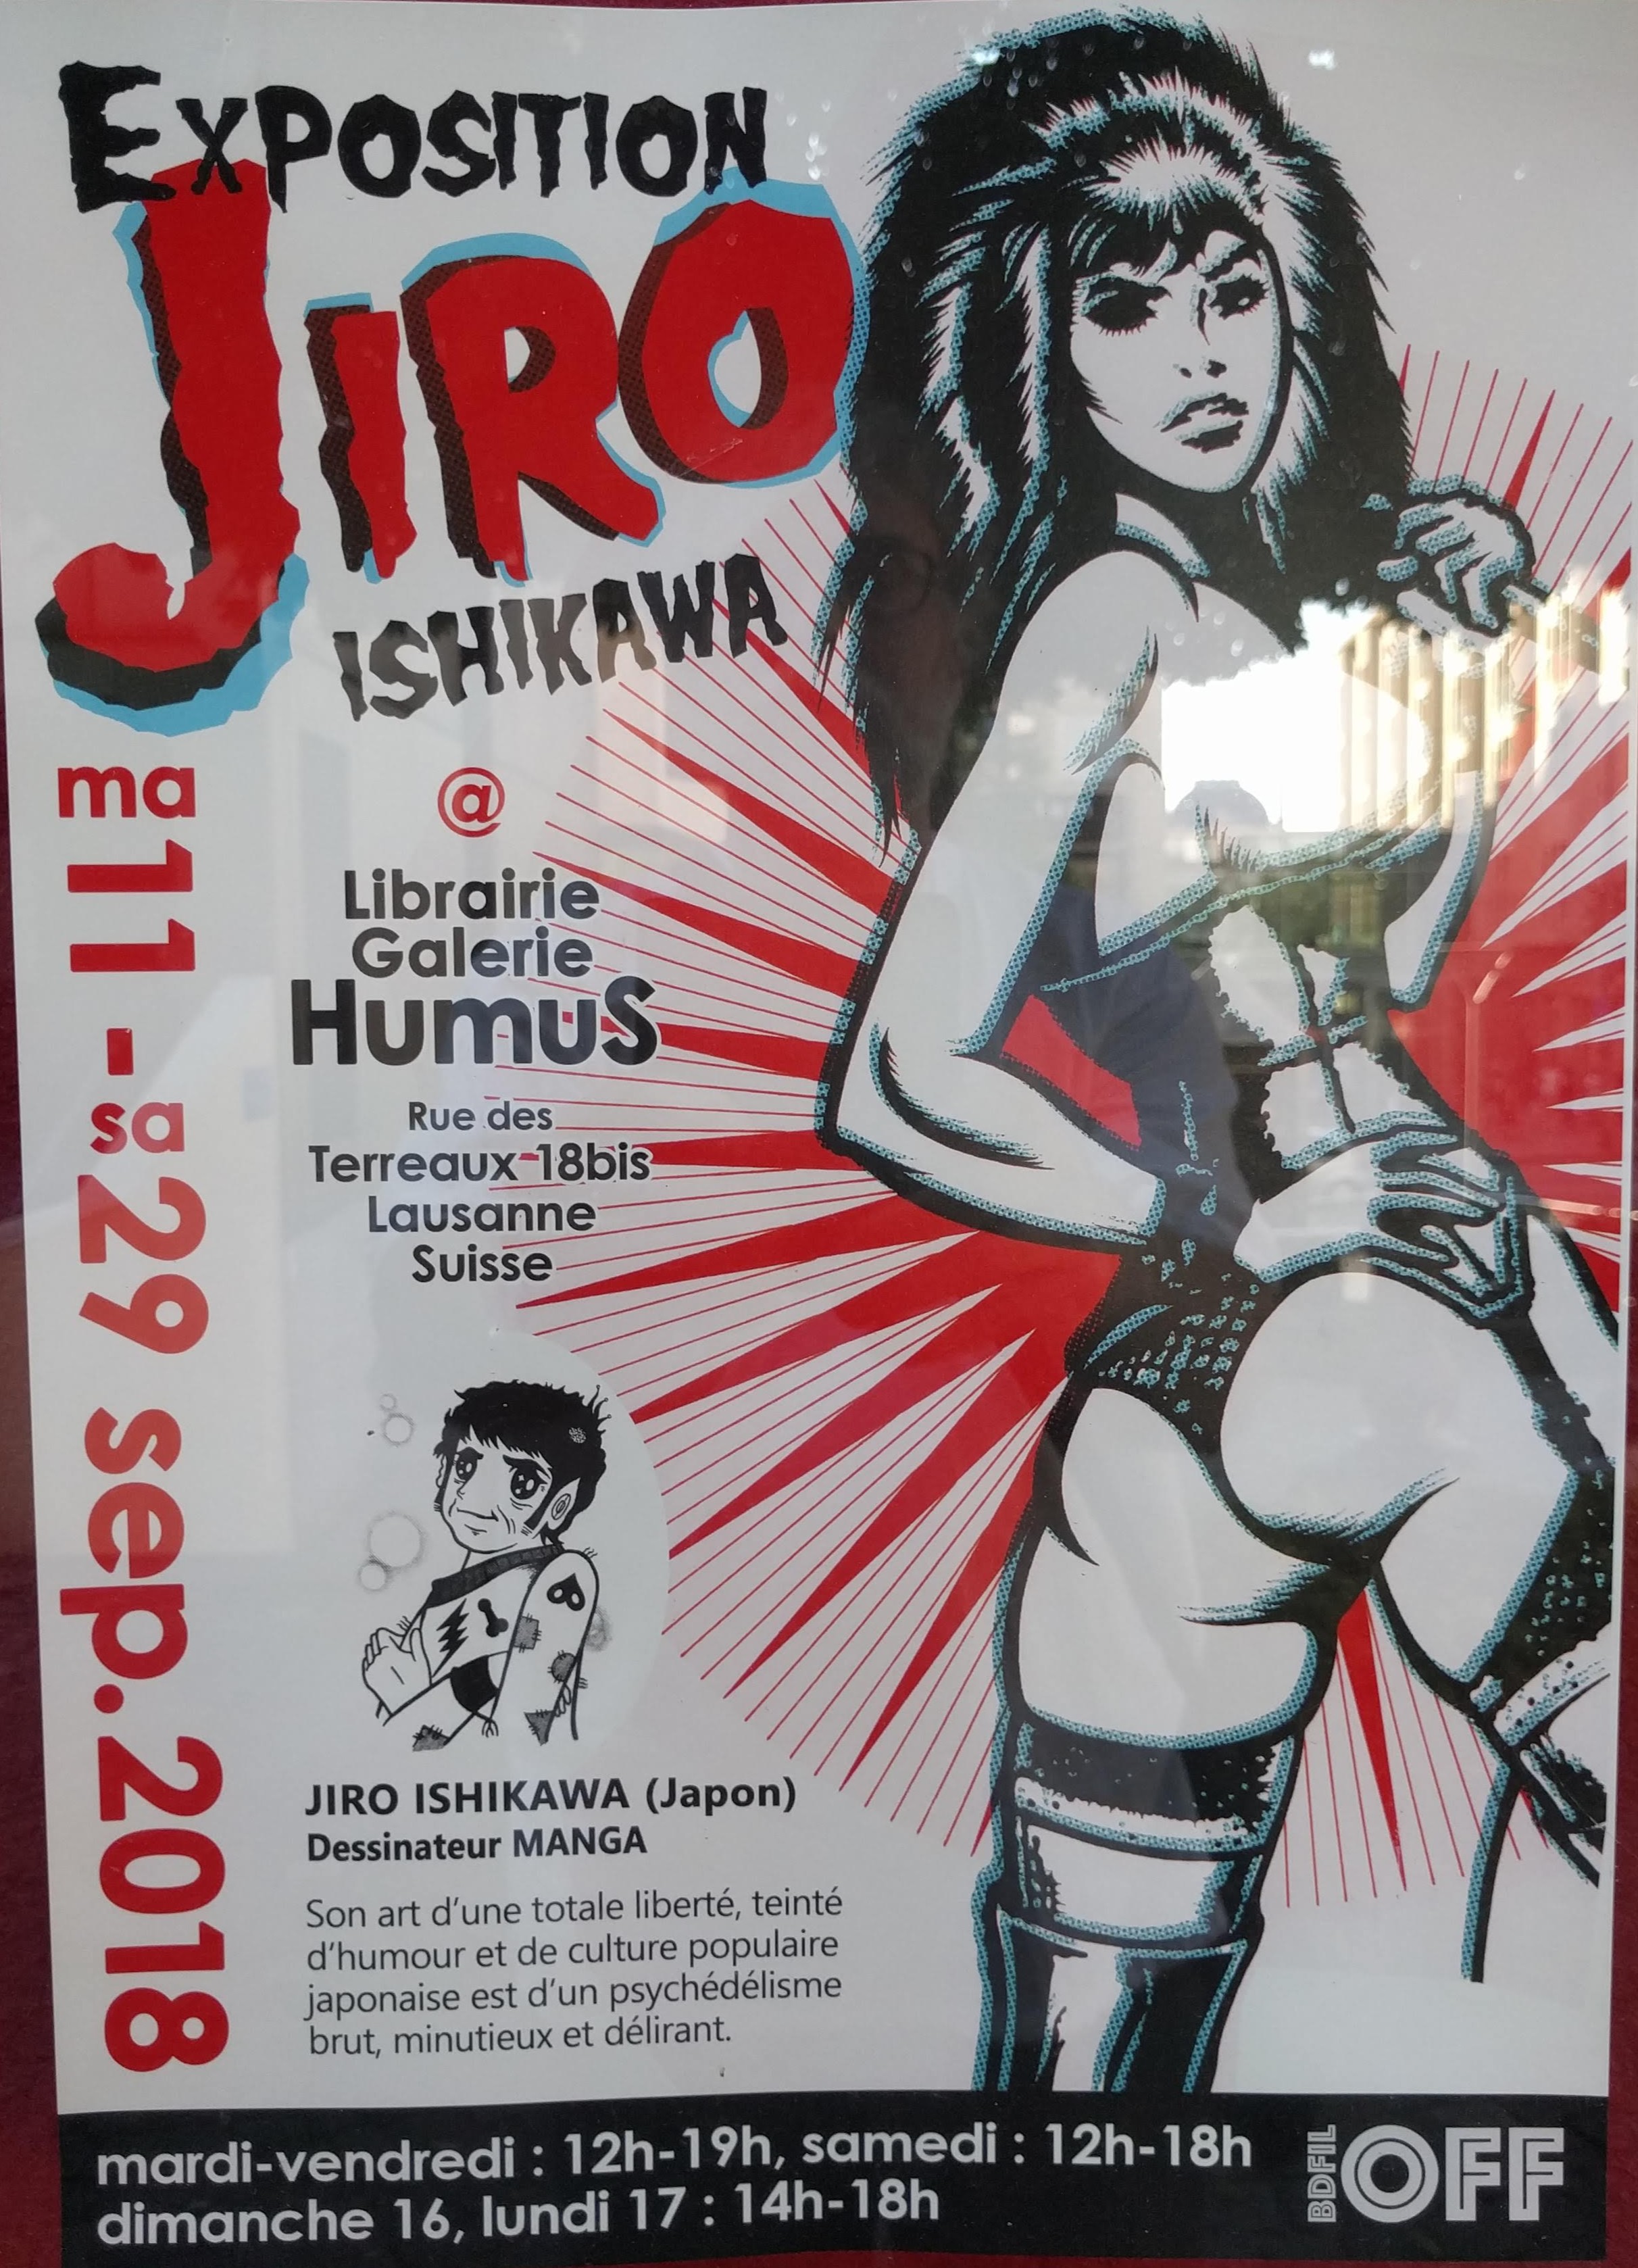 EXPOSITION
JIRO
ISHIKAWA
ma 11 - sa 29 sep. 2018
@
Librairie
Galerie
HumuS
Rue des
Terreaux 18bis
Lausanne
Suisse
JIRO ISHIKAWA (Japon)
Dessinateur MANGA
Son art d'une totale liberté, teinté
d'humour et de culture populaire
japonaise est d'un psychédélisme
brut, minutieux et délirant.
mardi-vendredi : 12h-19h, samedi : 12h-18h
dimanche 16, lundi 17 : 14h-18h
BDFIL OFF